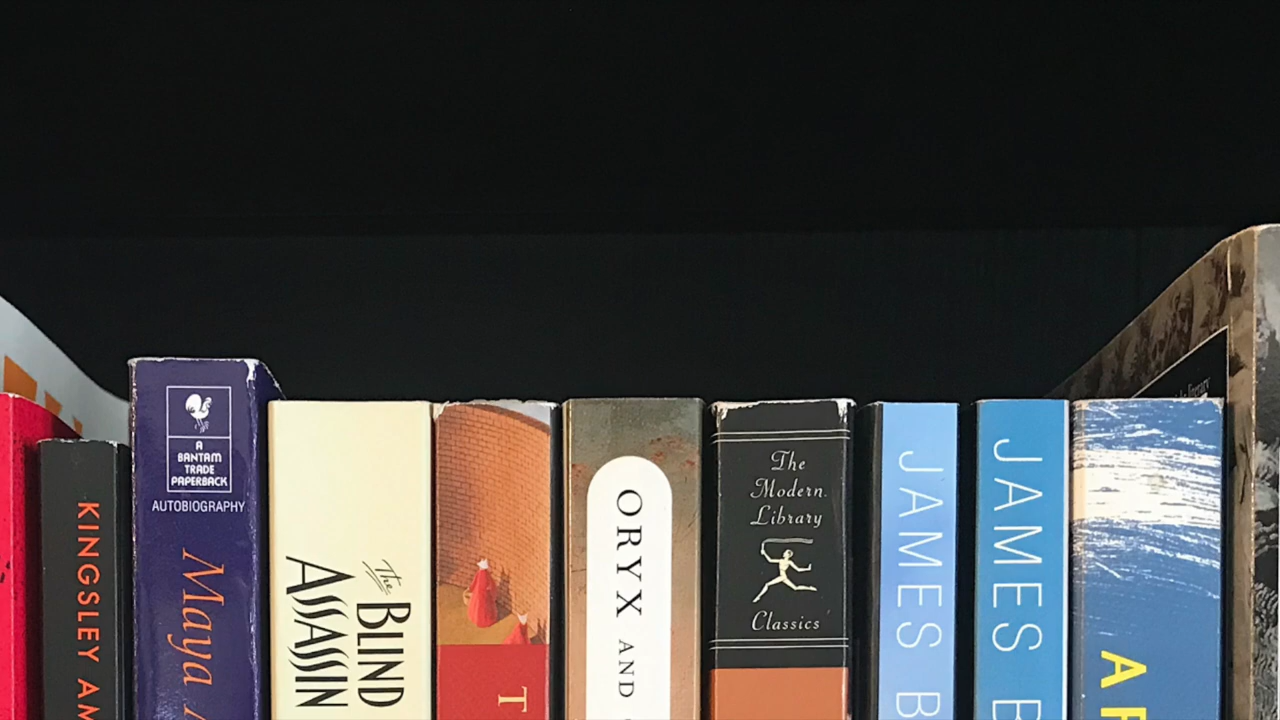 KINGSLEY AM
A
BANTAM
TRADE
PAPERBACK
AUTOBIOGRAPHY
Maya
The
BLIND
ASSASSIN
T
ORYX AND
The
Modern
Library
Classics
JAMES B
JAMES B
A F